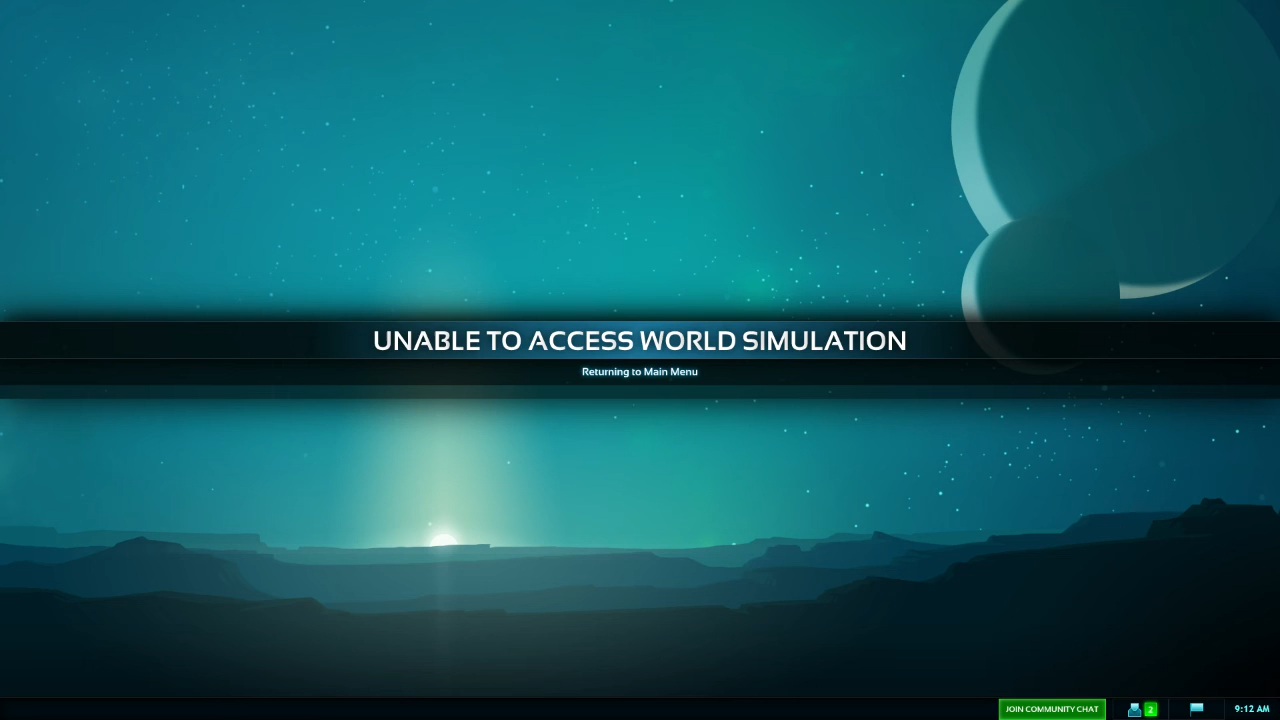 UNABLE TO ACCESS WORLD SIMULATION
Returning to Main Menu
JOIN COMMUNITY CHAT 2 9:12 AM